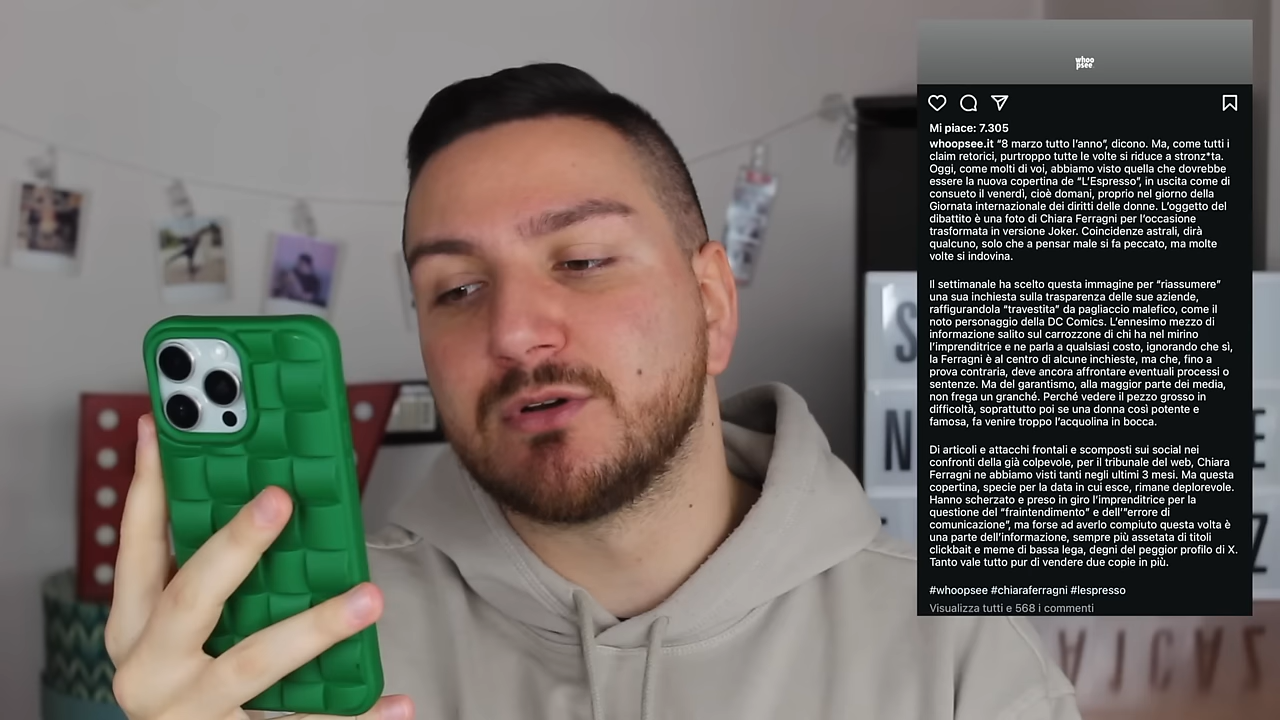 whoo
psee
Mi piace: 7.305
whoopsee.it “8 marzo tutto l’anno”, dicono. Ma, come tutti i
claim retorici, purtroppo tutte le volte si riduce a stronz*ta.
Oggi, come molti di voi, abbiamo visto quella che dovrebbe
essere la nuova copertina de “L’Espresso”, in uscita come di
consueto il venerdì, cioè domani, proprio nel giorno della
Giornata internazionale dei diritti delle donne. L’oggetto del
dibattito è una foto di Chiara Ferragni per l’occasione
trasformata in versione Joker. Coincidenze astrali, dirà
qualcuno, solo che a pensar male si fa peccato, ma molte
volte si indovina.
Il settimanale ha scelto questa immagine per “riassumere”
una sua inchiesta sulla trasparenza delle sue aziende,
raffigurandola “travestita” da pagliaccio malefico, come il
noto personaggio della DC Comics. L’ennesimo mezzo di
informazione salito sul carrozzone di chi ha nel mirino
l’imprenditrice e ne parla a qualsiasi costo, ignorando che sì,
la Ferragni è al centro di alcune inchieste, ma che, fino a
prova contraria, deve ancora affrontare eventuali processi o
sentenze. Ma del garantismo, alla maggior parte dei media,
non frega un granché. Perché vedere il pezzo grosso in
difficoltà, soprattutto poi se una donna così potente e
famosa, fa venire troppo l’acquolina in bocca.
Di articoli e attacchi frontali e scomposti sui social nei
confronti della già colpevole, per il tribunale del web, Chiara
Ferragni ne abbiamo visti tanti negli ultimi 3 mesi. Ma questa
copertina, specie per la data in cui esce, rimane deplorevole.
Hanno scherzato e preso in giro l’imprenditrice per la
questione del “fraintendimento” e dell’”errore di
comunicazione”, ma forse ad averlo compiuto questa volta è
una parte dell’informazione, sempre più assetata di titoli
clickbait e meme di bassa lega, degni del peggior profilo di X.
Tanto vale tutto pur di vendere due copie in più.
#whoopsee #chiaraferragni #lespresso
Visualizza tutti e 568 i commenti